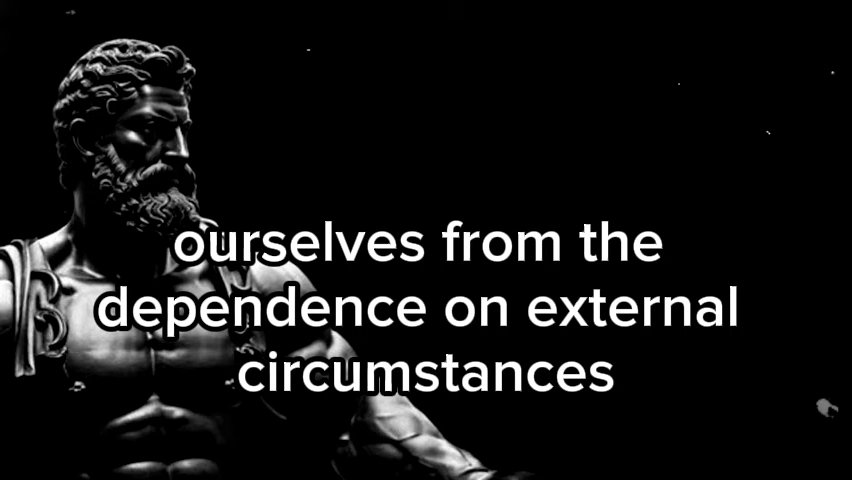 ourselves from the
dependence on external
circumstances